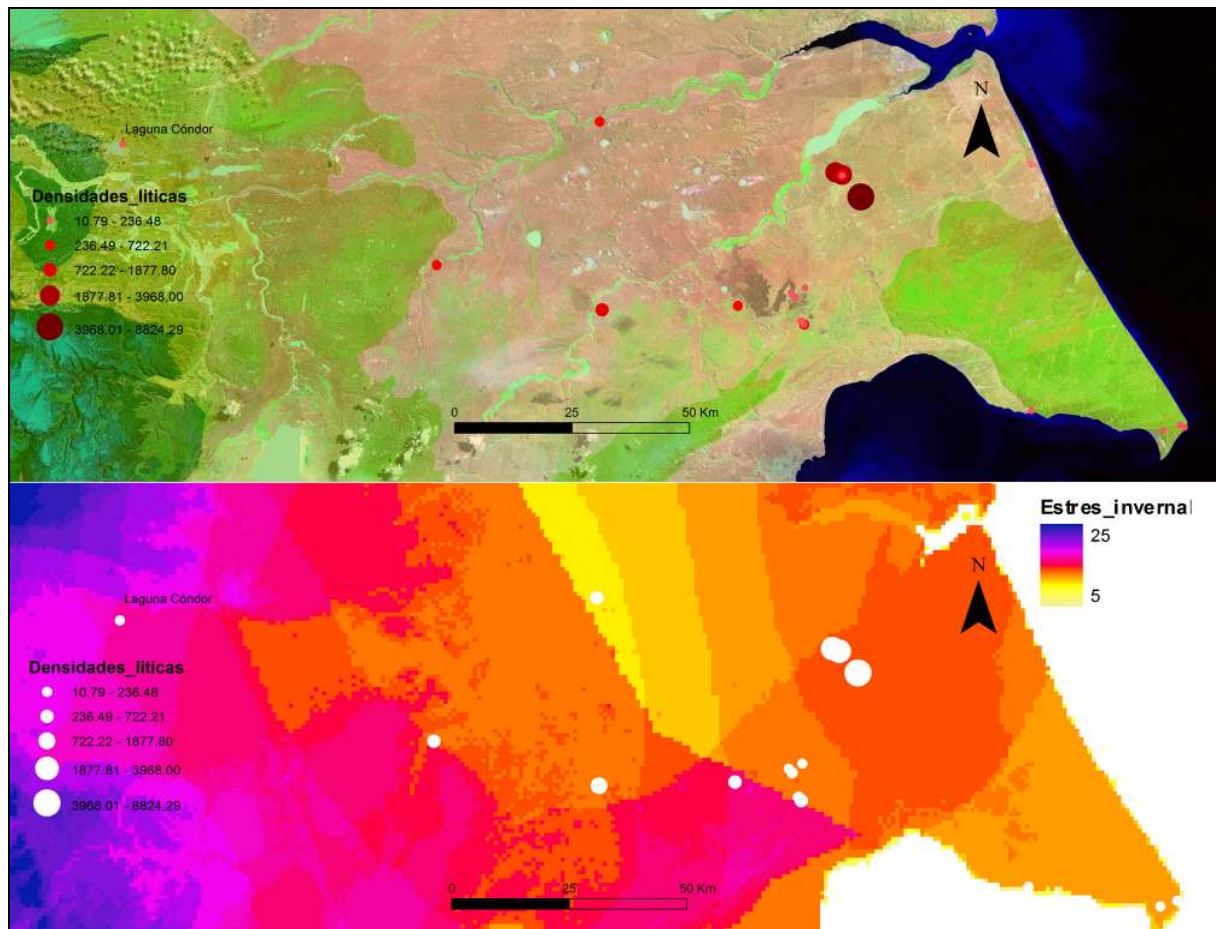 N
Laguna Cóndor
Densidades_liticas
10.79 - 236.48
236.49 - 722.21
722.22 - 1877.80
1877.81 - 3968.00
3968.01 - 8824.29
0 25 50 Km
Estres_invernal
25
5
N
Laguna Cóndor
Densidades_liticas
10.79 - 236.48
236.49 - 722.21
722.22 - 1877.80
1877.81 - 3968.00
3968.01 - 8824.29
0 25 50 Km